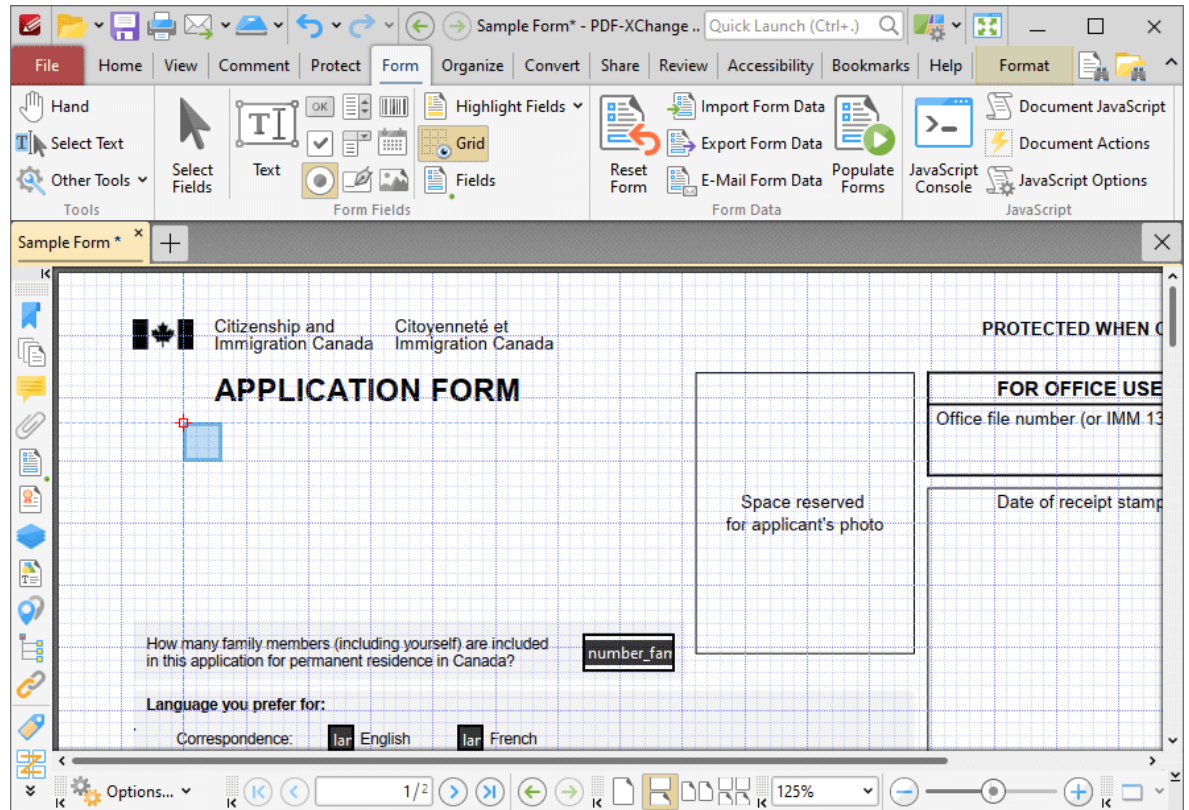 Sample Form* - PDF-XChange .. Quick Launch (Ctrl+.)
File Home View Comment Protect Form Organize Convert Share Review Accessibility Bookmarks Help Format
Hand
Select Text
Other Tools
Tools
Select Fields
Text
OK
Highlight Fields
Grid
Fields
Form Fields
Reset Form
Import Form Data
Export Form Data
E-Mail Form Data
Populate Forms
Form Data
JavaScript Console
Document JavaScript
Document Actions
JavaScript Options
JavaScript
Sample Form *
Citizenship and Citoyenneté et
Immigration Canada Immigration Canada
PROTECTED WHEN
APPLICATION FORM
FOR OFFICE USE
Office file number (or IMM 13
Space reserved
for applicant's photo
Date of receipt stamp
How many family members (including yourself) are included
in this application for permanent residence in Canada?
number_fam
Language you prefer for:
Correspondence: lar English lar French
Options...
1/2
125%